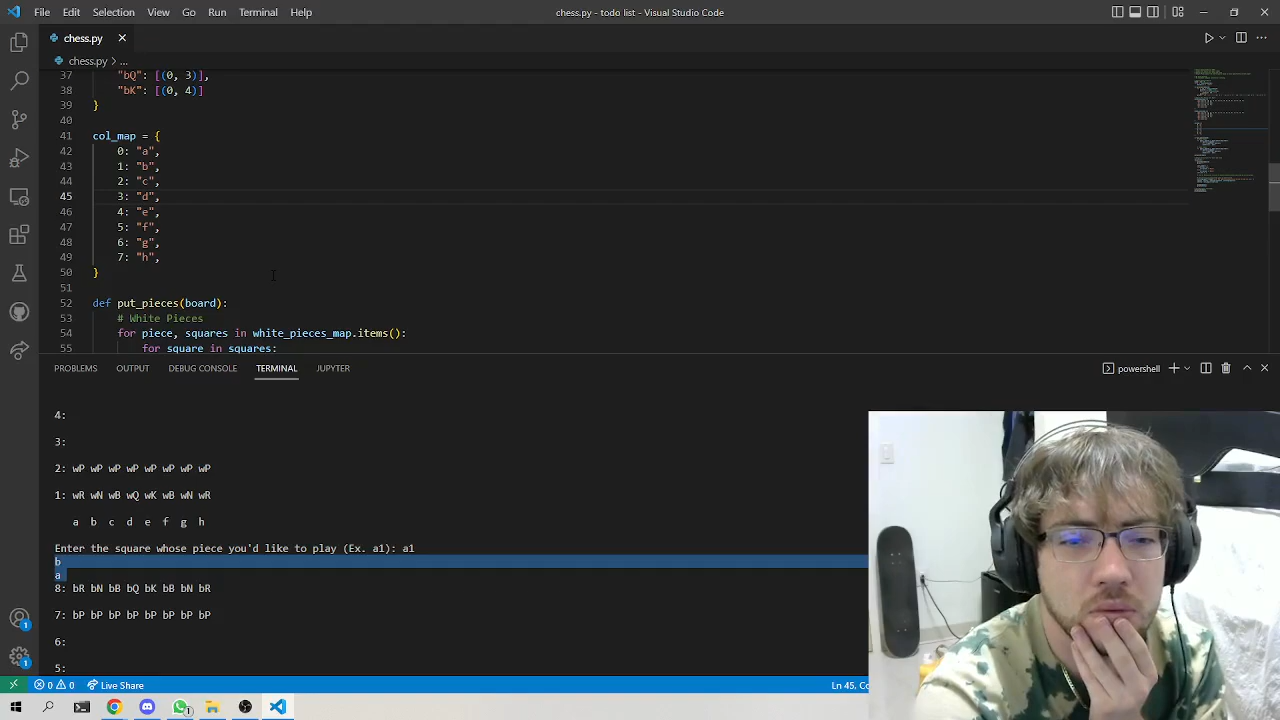 File Edit Selection View Go Run Terminal Help
chess.py - todo list - Visual Studio Code
chess.py
chess.py > ...
37 "bQ": [(0, 3)],
38 "bK": [(0, 4)]
39 }
40
41 col_map = {
42 0: "a",
43 1: "b",
44 2: "c",
45 3: "d",
46 4: "e",
47 5: "f",
48 6: "g",
49 7: "h",
50 }
51
52 def put_pieces(board):
53 # White Pieces
54 for piece, squares in white_pieces_map.items():
55 for square in squares:
PROBLEMS OUTPUT DEBUG CONSOLE TERMINAL JUPYTER
powershell
4:
3:
2: wP wP wP wP wP wP wP wP
1: wR wN wB wQ wK wB wN wR
a b c d e f g h
Enter the square whose piece you'd like to play (Ex. a1): a1
b
a
8: bR bN bB bQ bK bB bN bR
7: bP bP bP bP bP bP bP bP
6:
5:
1
1
0 0 Live Share
Ln 45, Co
1